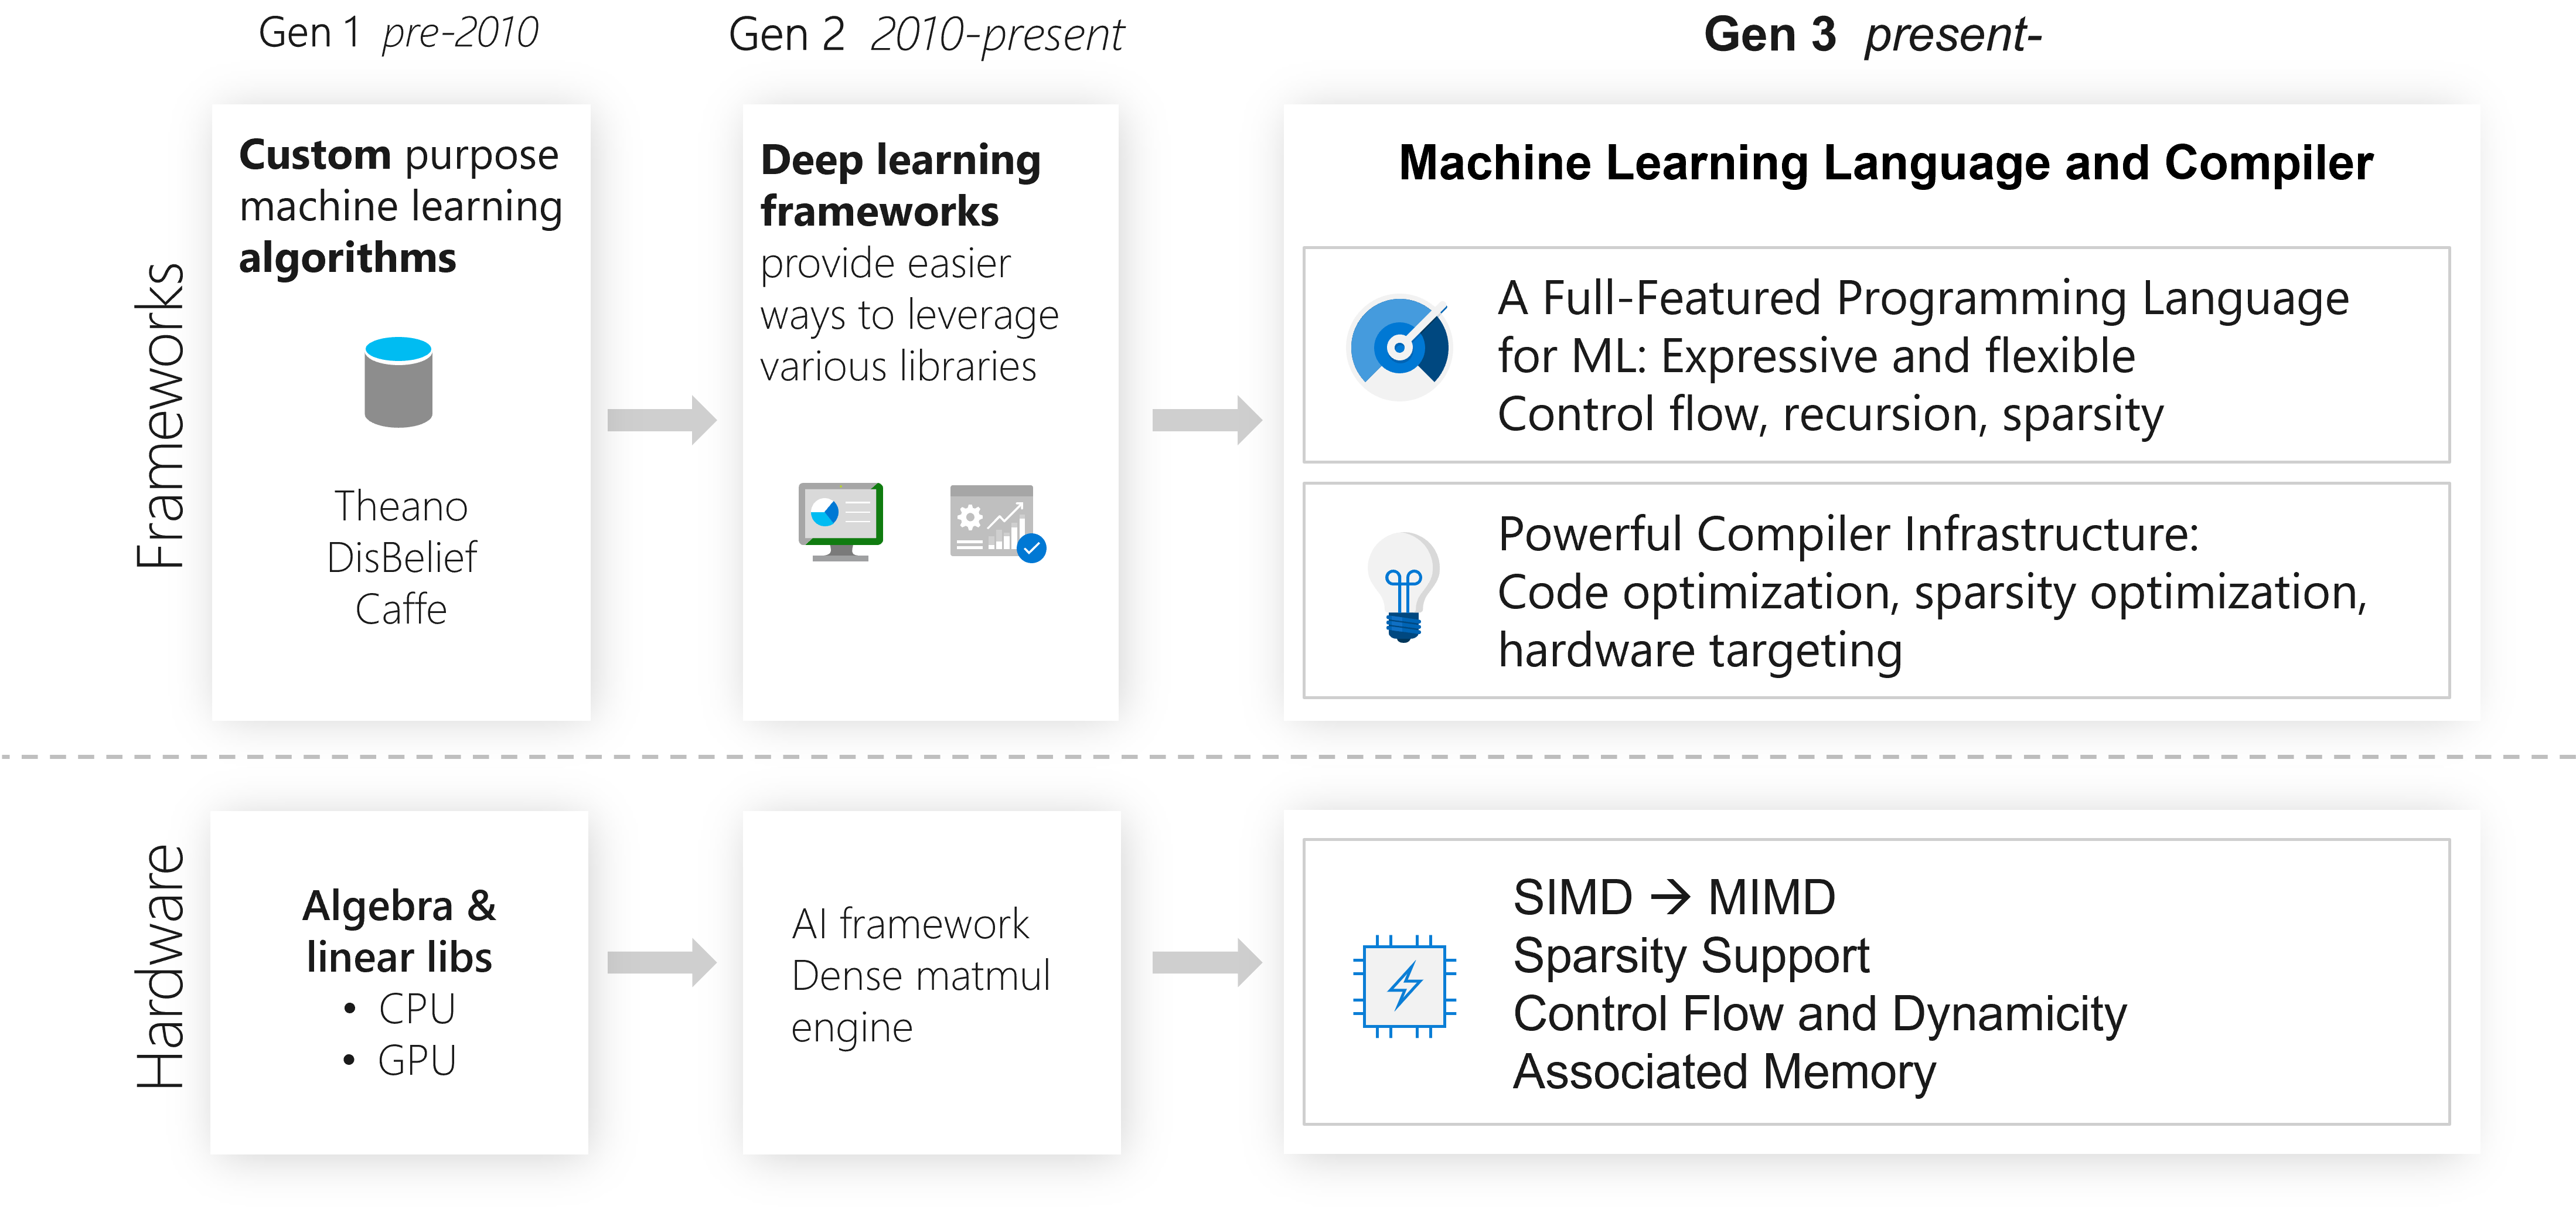 Gen 1 pre-2010
Gen 2 2010-present
Gen 3 present-
Frameworks
Custom purpose
machine learning
algorithms
Theano
DisBelief
Caffe
Deep learning
frameworks
provide easier
ways to leverage
various libraries
Machine Learning Language and Compiler
A Full-Featured Programming Language
for ML: Expressive and flexible
Control flow, recursion, sparsity
Powerful Compiler Infrastructure:
Code optimization, sparsity optimization,
hardware targeting
Hardware
Algebra &
linear libs
• CPU
• GPU
AI framework
Dense matmul
engine
SIMD → MIMD
Sparsity Support
Control Flow and Dynamicity
Associated Memory